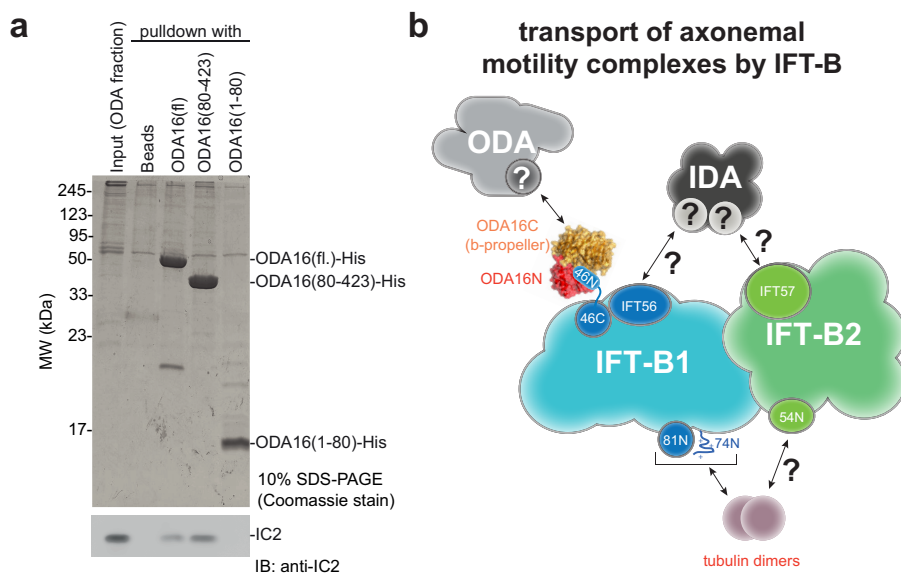 a
pulldown with
Input (ODA fraction)
Beads
ODA16(fl)
ODA16(80-423)
ODA16(1-80)
MW (kDa)
245-
123-
95-
50-
33-
23-
17-
-ODA16(fl.)-His
-ODA16(80-423)-His
-ODA16(1-80)-His
10% SDS-PAGE
(Coomassie stain)
-IC2
IB: anti-IC2
b
transport of axonemal
motility complexes by IFT-B
ODA
?
IDA
? ?
ODA16C
(b-propeller)
ODA16N
46N
46C
IFT56
?
?
IFT57
IFT-B1
IFT-B2
81N
+74N
+
54N
?
tubulin dimers